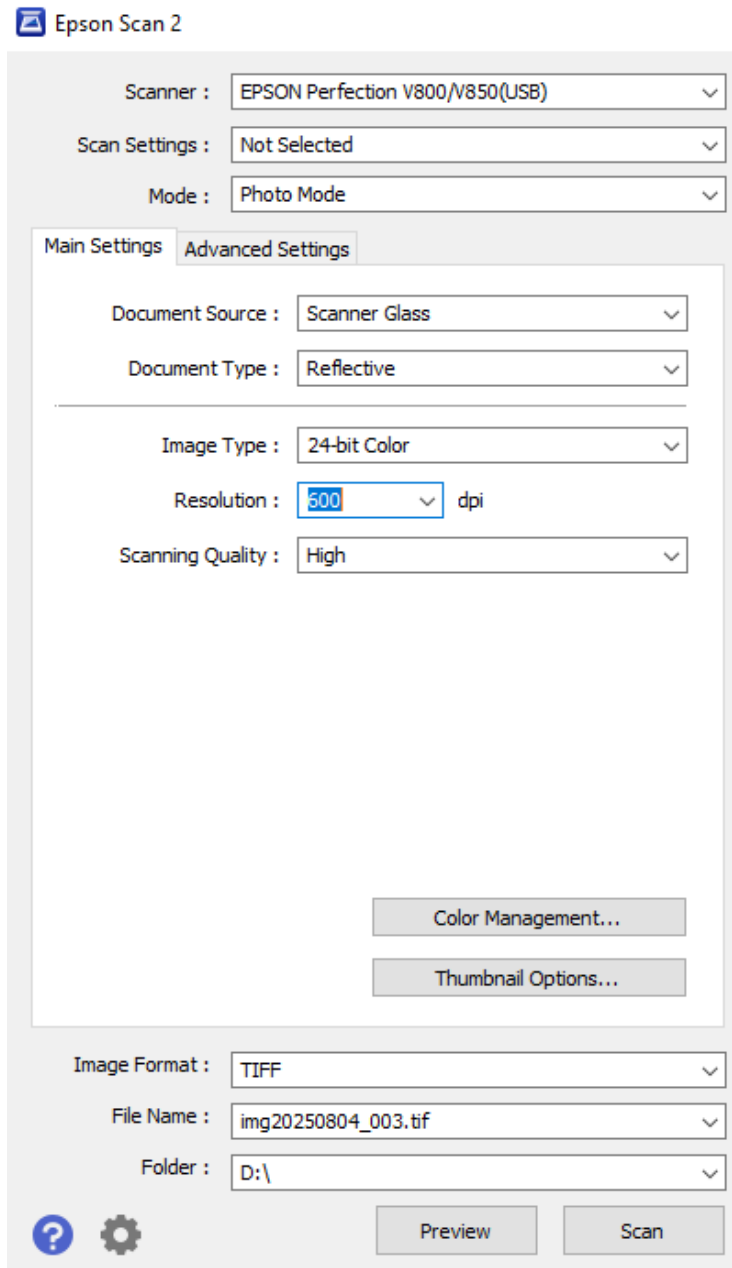 Epson Scan 2
Scanner : EPSON Perfection V800/V850(USB)
Scan Settings : Not Selected
Mode : Photo Mode
Main Settings Advanced Settings
Document Source : Scanner Glass
Document Type : Reflective
Image Type : 24-bit Color
Resolution : 600 dpi
Scanning Quality : High
Color Management...
Thumbnail Options...
Image Format : TIFF
File Name : img20250804_003.tif
Folder : D:\
? Preview Scan